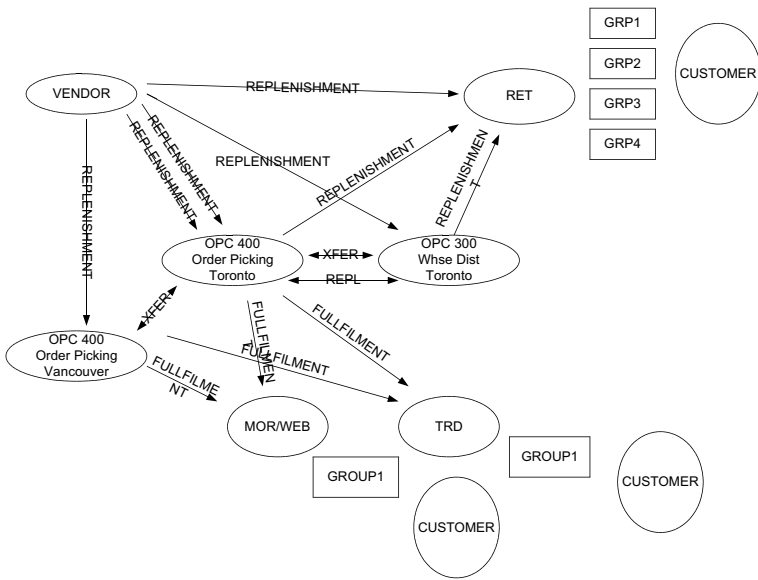 GRP1
GRP2
CUSTOMER
VENDOR
REPLENISHMENT
RET
GRP3
GRP4
REPLENISHMENT
REPLENISHMENT
REPLENISHMENT
REPLENISHMENT
REPLENISHMENT
REPLENISHMEN
T
OPC 400
Order Picking
Toronto
XFER
REPL
OPC 300
Whse Dist
Toronto
XFER
OPC 400
Order Picking
Vancouver
FULLFILMEN
T
FULLFILMENT
FULLFILMENT
FULLFILME
NT
MOR/WEB
TRD
GROUP1
GROUP1
CUSTOMER
CUSTOMER